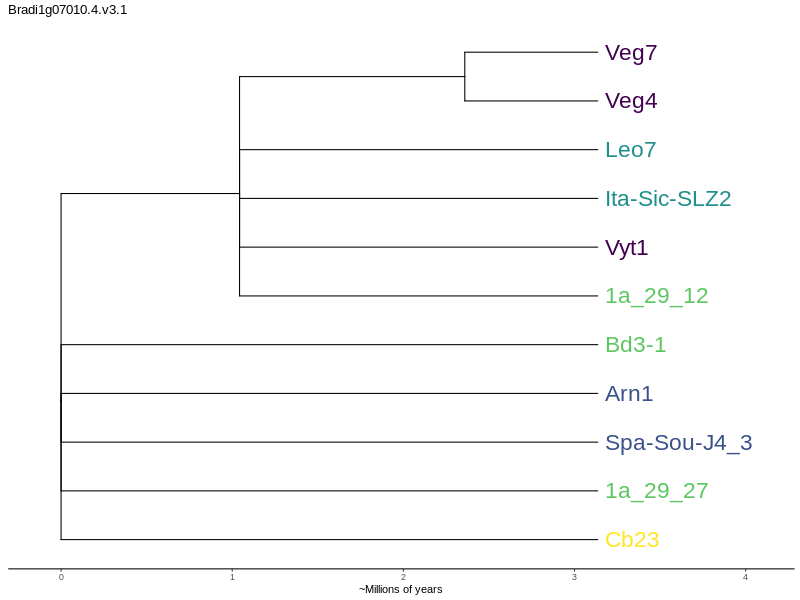 Bradi1g07010.4.v3.1
Veg7
Veg4
Leo7
Ita-Sic-SLZ2
Vyt1
1a_29_12
Bd3-1
Arn1
Spa-Sou-J4_3
1a_29_27
Cb23
0 1 2 3 4
~Millions of years